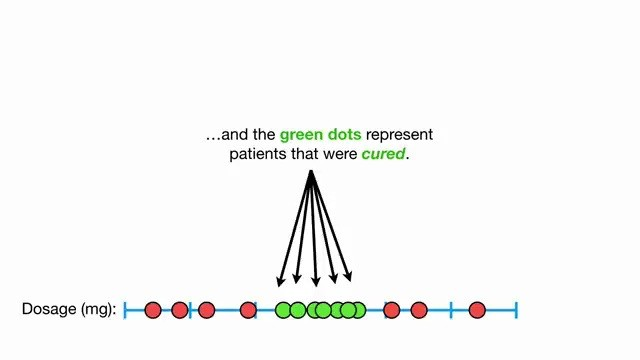 …and the green dots represent
patients that were cured.
Dosage (mg):